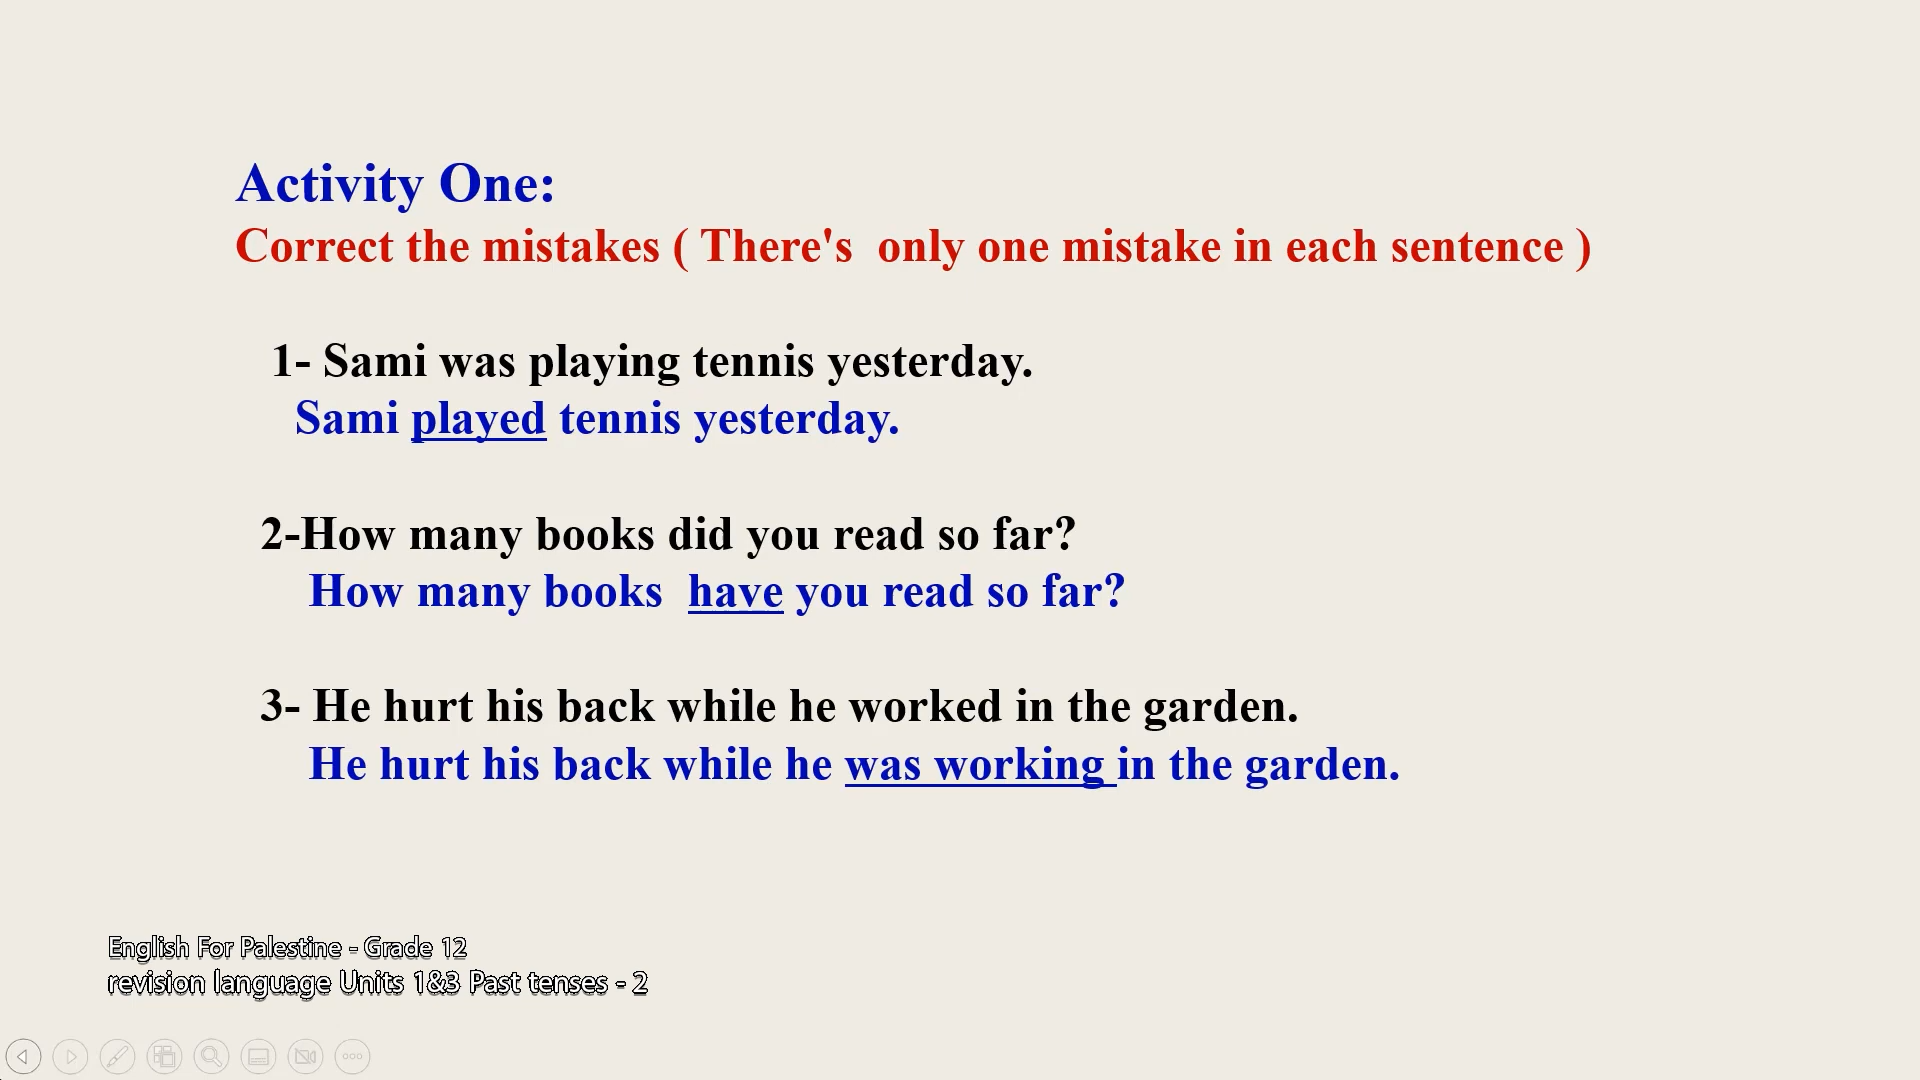 Activity One:
Correct the mistakes ( There's  only one mistake in each sentence )
1- Sami was playing tennis yesterday.
Sami played tennis yesterday.
2-How many books did you read so far?
How many books  have you read so far?
3- He hurt his back while he worked in the garden.
He hurt his back while he was working in the garden.
English For Palestine - Grade 12
revision language Units 1&3 Past tenses - 2